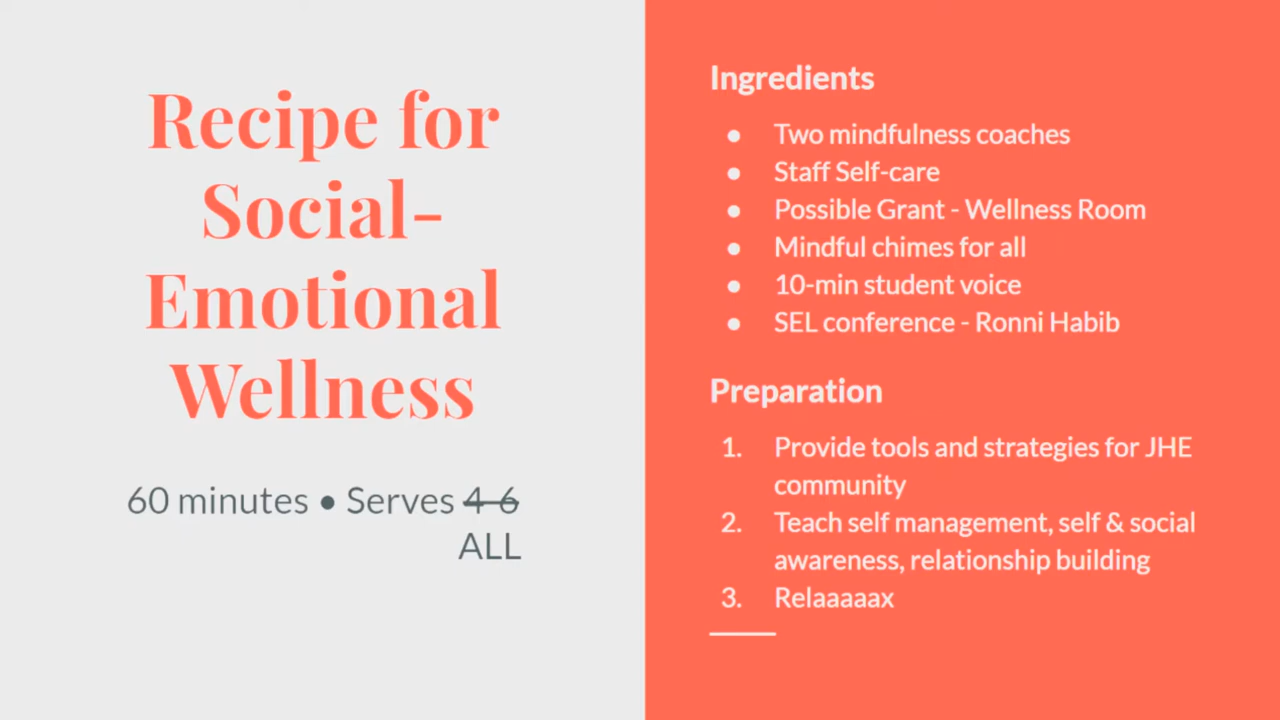 Recipe for
Social-
Emotional
Wellness
60 minutes • Serves 4-6
ALL
Ingredients
● Two mindfulness coaches
● Staff Self-care
● Possible Grant - Wellness Room
● Mindful chimes for all
● 10-min student voice
● SEL conference - Ronni Habib
Preparation
1. Provide tools and strategies for JHE
community
2. Teach self management, self & social
awareness, relationship building
3. Relaaaaax